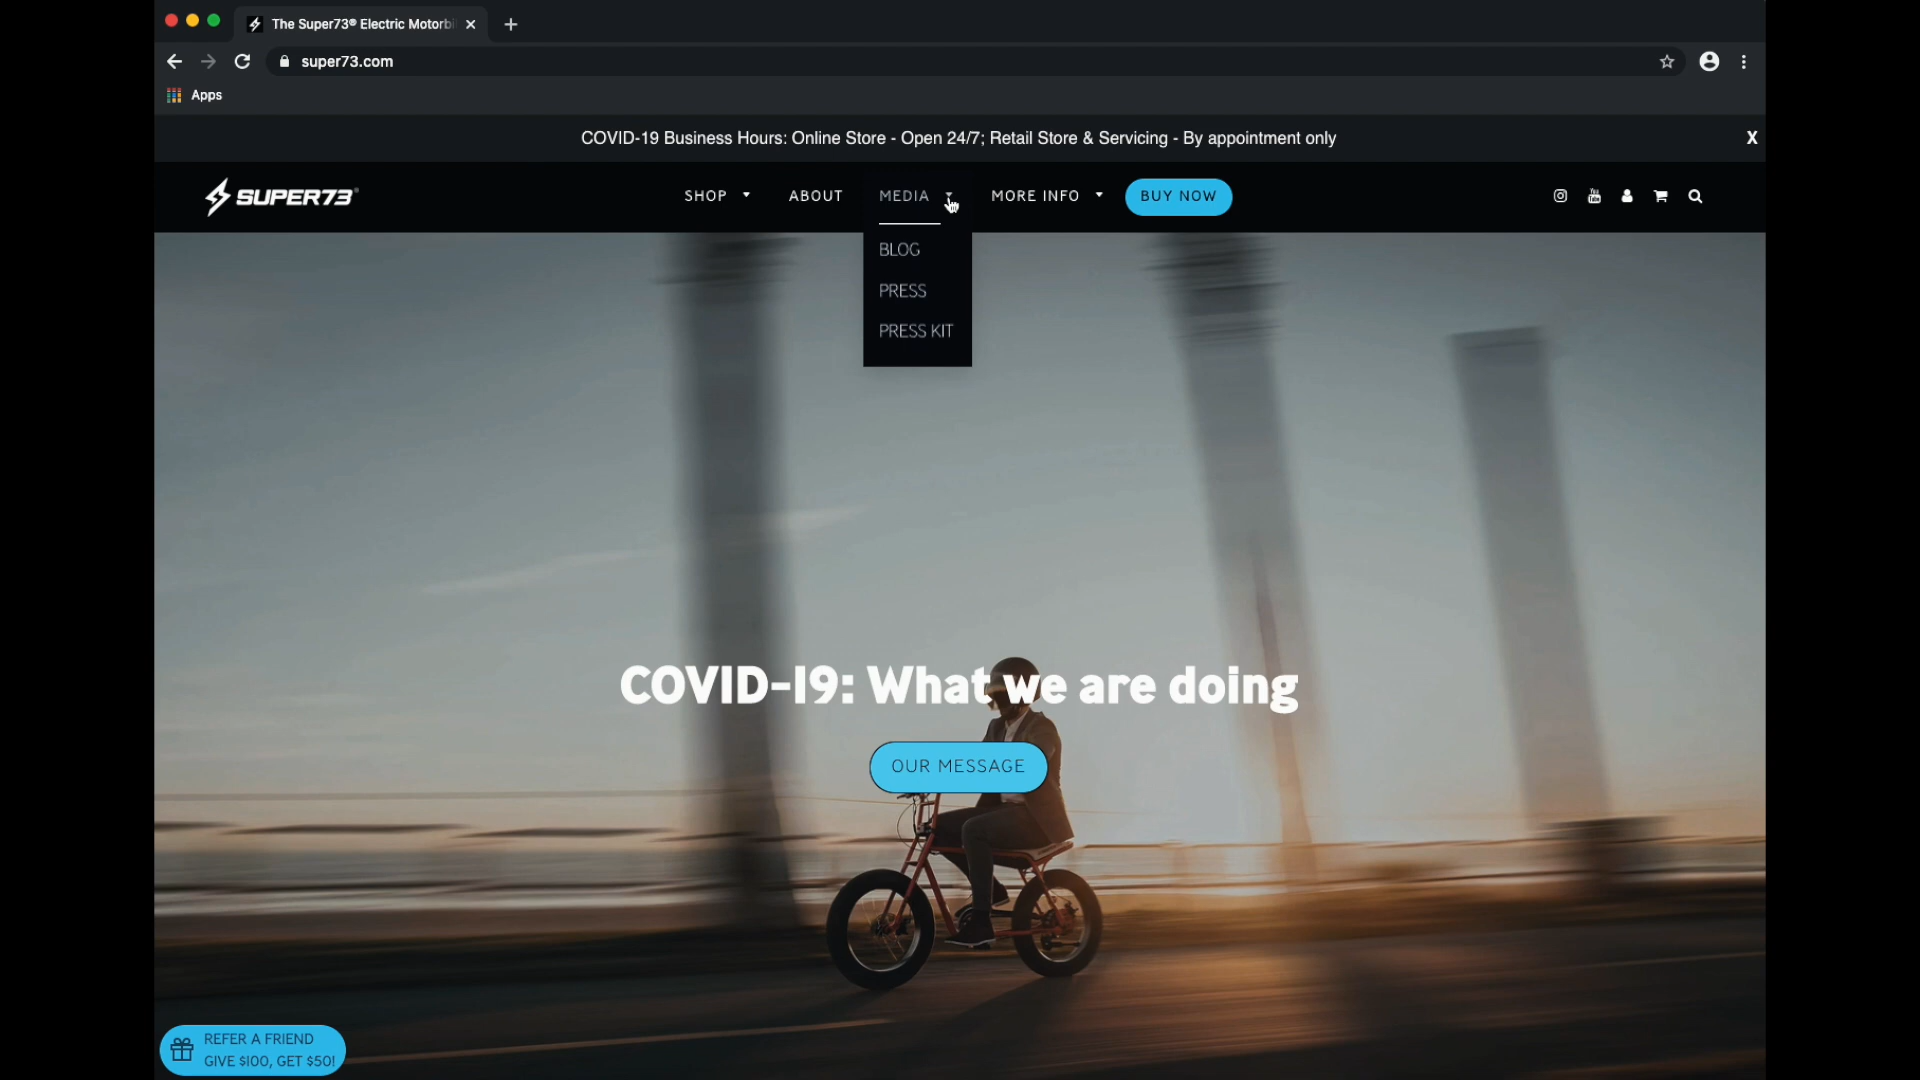 The Super73® Electric Motorbi
super73.com
Apps
COVID-19 Business Hours: Online Store - Open 24/7; Retail Store & Servicing - By appointment only
X
SUPER73®
SHOP
ABOUT
MEDIA
MORE INFO
BUY NOW
You
BLOG
PRESS
PRESS KIT
COVID-19: What we are doing
OUR MESSAGE
REFER A FRIEND
GIVE $100, GET $50!